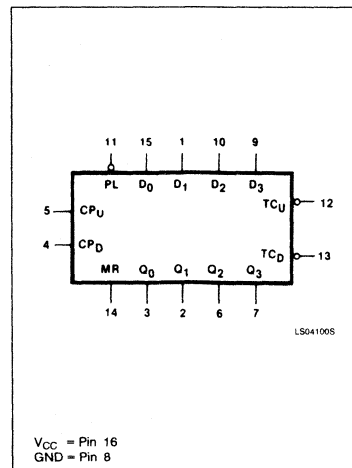 11 15 1 10 9
PL D0 D1 D2 D3
TCU 12
5 CPU
4 CPD
TCD 13
MR Q0 Q1 Q2 Q3
14 3 2 6 7
LS04100S
VCC = Pin 16
GND = Pin 8